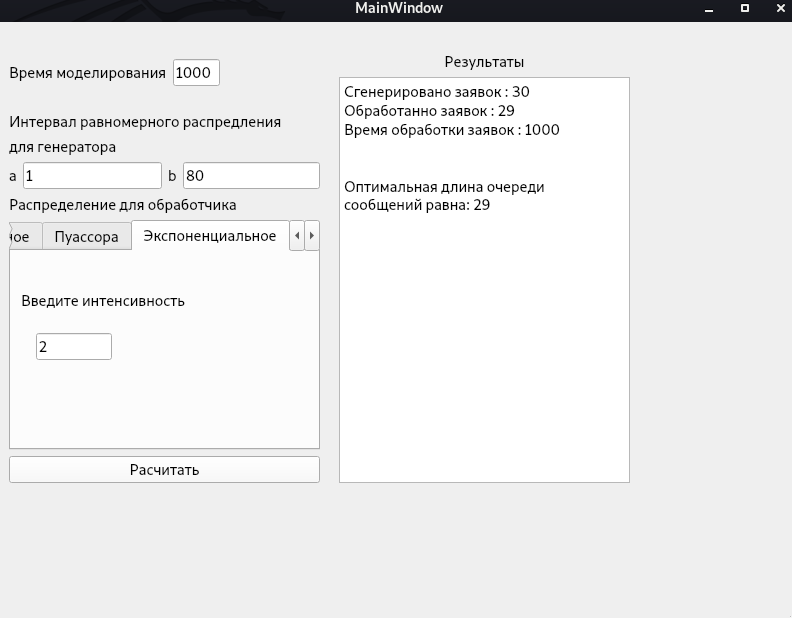 MainWindow
Время моделирования 1000
Интервал равномерного распредления
для генератора
a 1 b 80
Распределение для обработчика
Пуассора Экспоненциальное
Введите интенсивность
2
Расчитать
Результаты
Сгенерировано заявок : 30
Обработанно заявок : 29
Время обработки заявок : 1000
Оптимальная длина очереди
сообщений равна: 29